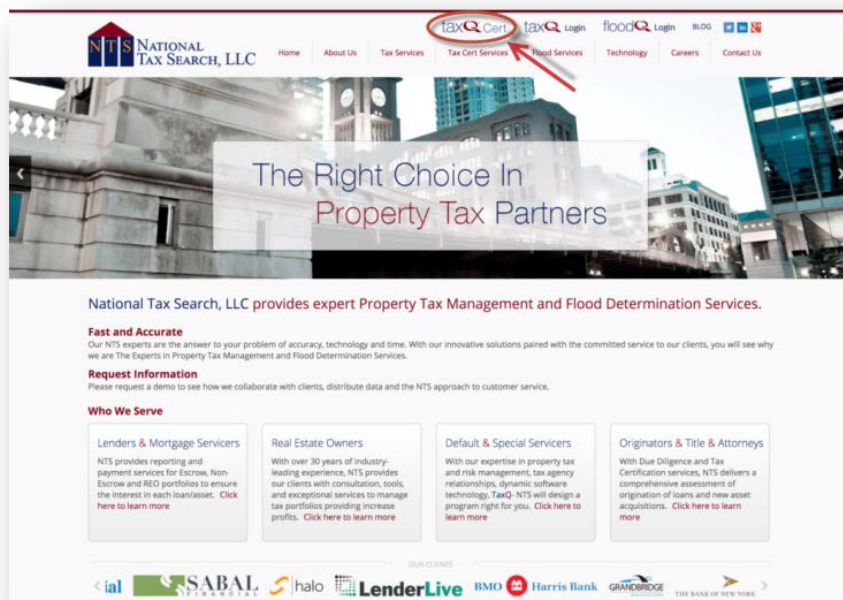 taxQ Cert taxQ Login floodQ Login BLOG
NTS NATIONAL
TAX SEARCH, LLC
Home About Us Tax Services Tax Cert Services Flood Services Technology Careers Contact Us
The Right Choice In
Property Tax Partners
National Tax Search, LLC provides expert Property Tax Management and Flood Determination Services.
Fast and Accurate
Our NTS experts are the answer to your problem of accuracy, technology and time. With our innovative solutions paired with the committed service to our clients, you will see why
we are The Experts in Property Tax Management and Flood Determination Services.
Request Information
Please request a demo to see how we collaborate with clients, distribute data and the NTS approach to customer service.
Who We Serve
Lenders & Mortgage Servicers
NTS provides reporting and
payment services for Escrow, Non-
Escrow and REO portfolios to ensure
the interest in each loan/asset. Click
here to learn more
Real Estate Owners
With over 30 years of industry-
leading experience, NTS provides
our clients with consultation, tools,
and exceptional services to manage
tax portfolios providing increase
profits. Click here to learn more
Default & Special Servicers
With our expertise in property tax
and risk management, tax agency
relationships, dynamic software
technology, TaxQ- NTS will design a
program right for you. Click here to
learn more
Originators & Title & Attorneys
With Due Diligence and Tax
Certification services, NTS delivers a
comprehensive assessment of
origination of loans and new asset
acquisitions. Click here to learn
more
OUR CLIENTS
ial SABAL FINANCIAL halo LenderLive BMO Harris Bank GRANDBRIDGE THE BANK OF NEW YORK